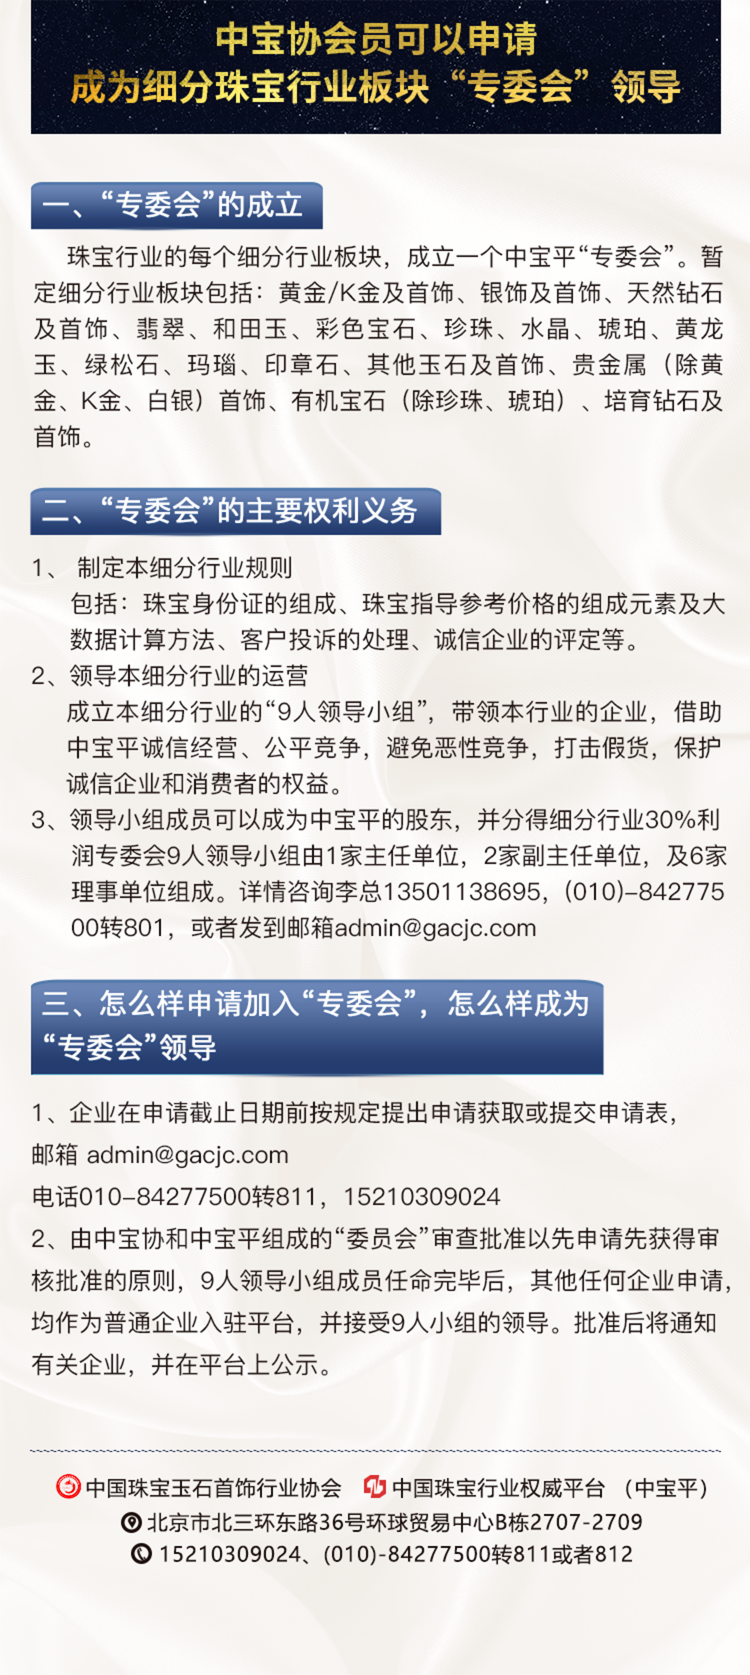 中宝协会员可以申请
成为细分珠宝行业板块“专委会”领导
一、“专委会”的成立
珠宝行业的每个细分行业板块，成立一个中宝平“专委会”。暂
定细分行业板块包括：黄金/K金及首饰、银饰及首饰、天然钻石
及首饰、翡翠、和田玉、彩色宝石、珍珠、水晶、琥珀、黄龙
玉、绿松石、玛瑙、印章石、其他玉石及首饰、贵金属（除黄
金、K金、白银）首饰、有机宝石（除珍珠、琥珀）、培育钻石及
首饰。
二、“专委会”的主要权利义务
1、 制定本细分行业规则
包括：珠宝身份证的组成、珠宝指导参考价格的组成元素及大
数据计算方法、客户投诉的处理、诚信企业的评定等。
2、领导本细分行业的运营
成立本细分行业的“9人领导小组”，带领本行业的企业，借助
中宝平诚信经营、公平竞争，避免恶性竞争，打击假货，保护
诚信企业和消费者的权益。
3、领导小组成员可以成为中宝平的股东，并分得细分行业30%利
润专委会9人领导小组由1家主任单位，2家副主任单位，及6家
理事单位组成。详情咨询李总13501138695，(010)-842775
00转801，或者发到邮箱admin@gacjc.com
三、怎么样申请加入“专委会”，怎么样成为
“专委会”领导
1、企业在申请截止日期前按规定提出申请获取或提交申请表，
邮箱 admin@gacjc.com
电话010-84277500转811，15210309024
2、由中宝协和中宝平组成的“委员会”审查批准以先申请先获得审
核批准的原则，9人领导小组成员任命完毕后，其他任何企业申请，
均作为普通企业入驻平台，并接受9人小组的领导。批准后将通知
有关企业，并在平台上公示。
中国珠宝玉石首饰行业协会 中国珠宝行业权威平台 （中宝平）
北京市北三环东路36号环球贸易中心B栋2707-2709
15210309024、(010)-84277500转811或者812